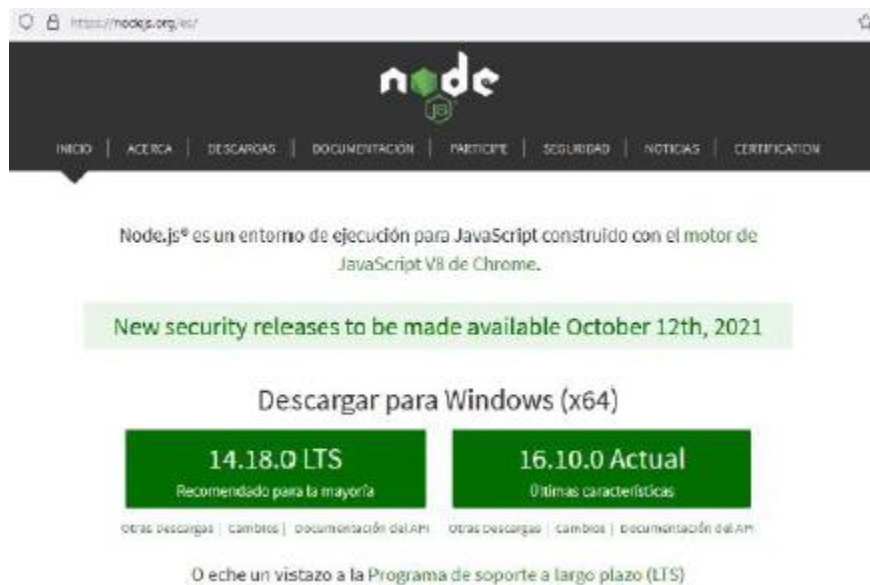 https://nodejs.org/es/
node
JS
INICIO | ACERCA | DESCARGAS | DOCUMENTACIÓN | PARTICIPE | SEGURIDAD | NOTICIAS | CERTIFICATION
Node.js® es un entorno de ejecución para JavaScript construido con el motor de
JavaScript V8 de Chrome.
New security releases to be made available October 12th, 2021
Descargar para Windows (x64)
14.18.0 LTS
Recomendado para la mayoría
16.10.0 Actual
Últimas características
Otras Descargas | Cambios | Documentación del API
Otras Descargas | Cambios | Documentación del API
O eche un vistazo a la Programa de soporte a largo plazo (LTS)